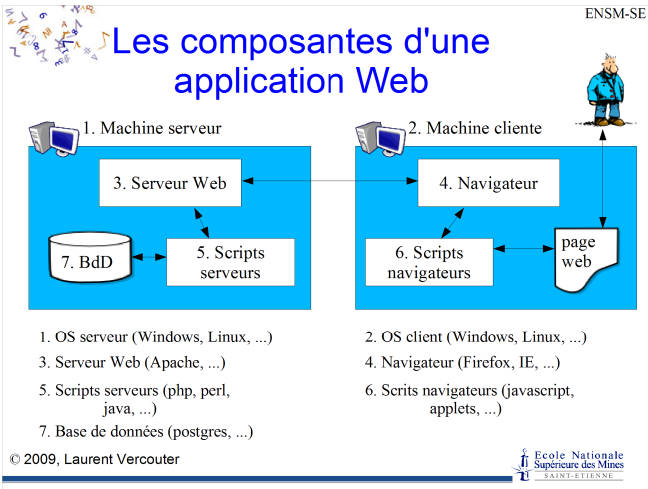 ENSM-SE
Les composantes d'une
application Web
1. Machine serveur
2. Machine cliente
3. Serveur Web
4. Navigateur
7. BdD
5. Scripts
serveurs
6. Scripts
navigateurs
page
web
1. OS serveur (Windows, Linux, ...)
3. Serveur Web (Apache, ...)
5. Scripts serveurs (php, perl,
java, ...)
7. Base de données (postgres, ...)
2. OS client (Windows, Linux, ...)
4. Navigateur (Firefox, IE, ...)
6. Scrits navigateurs (javascript,
applets, ...)
© 2009, Laurent Vercouter
Ecole Nationale
Supérieure des Mines
SAINT-ETIENNE